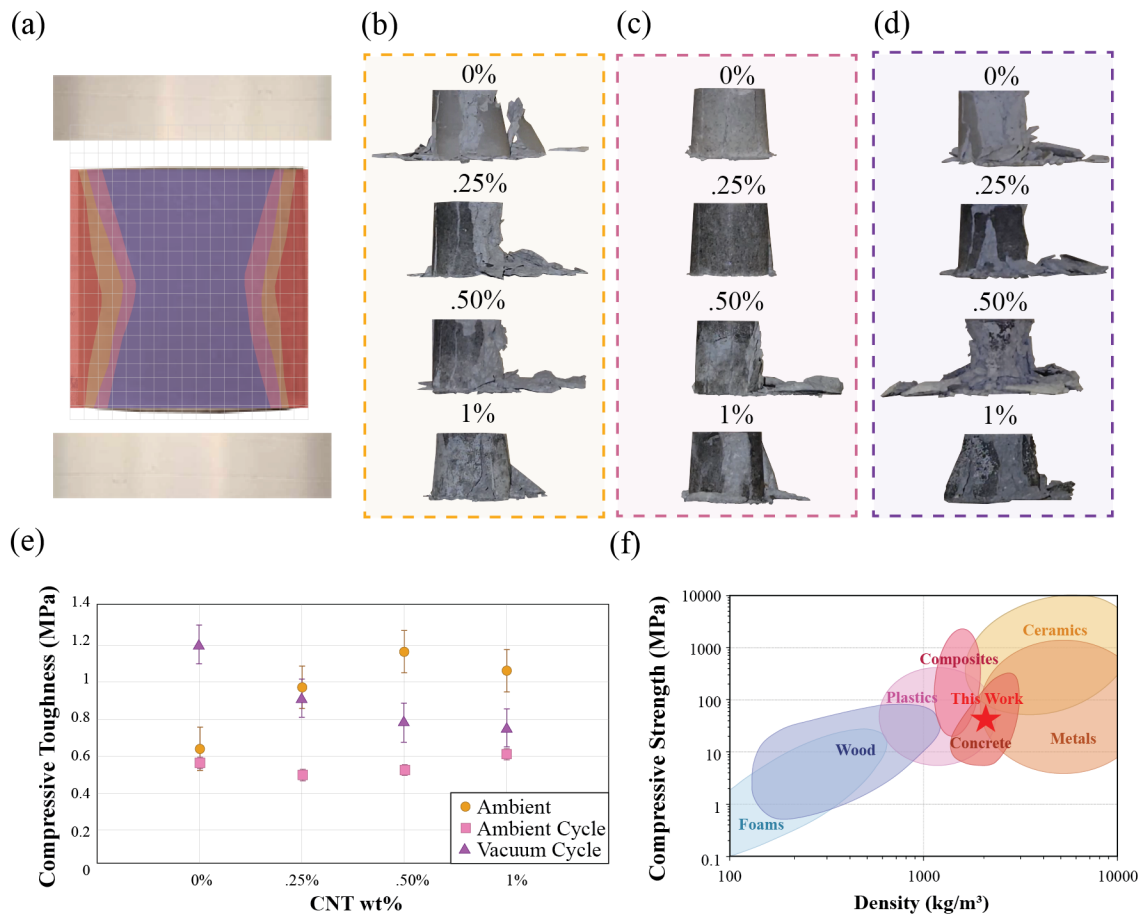 (a)
(b)
(c)
(d)
0%
.25%
.50%
1%
0%
.25%
.50%
1%
0%
.25%
.50%
1%
(e)
Compressive Toughness (MPa)
1.4
1.2
1
0.8
0.6
0.4
0.2
0
0%
.25%
.50%
1%
CNT wt%
Ambient
Ambient Cycle
Vacuum Cycle
(f)
Compressive Strength (MPa)
10000
1000
100
10
1
0.1
100
1000
10000
Density (kg/m³)
Ceramics
Composites
Plastics
This Work
Concrete
Metals
Wood
Foams